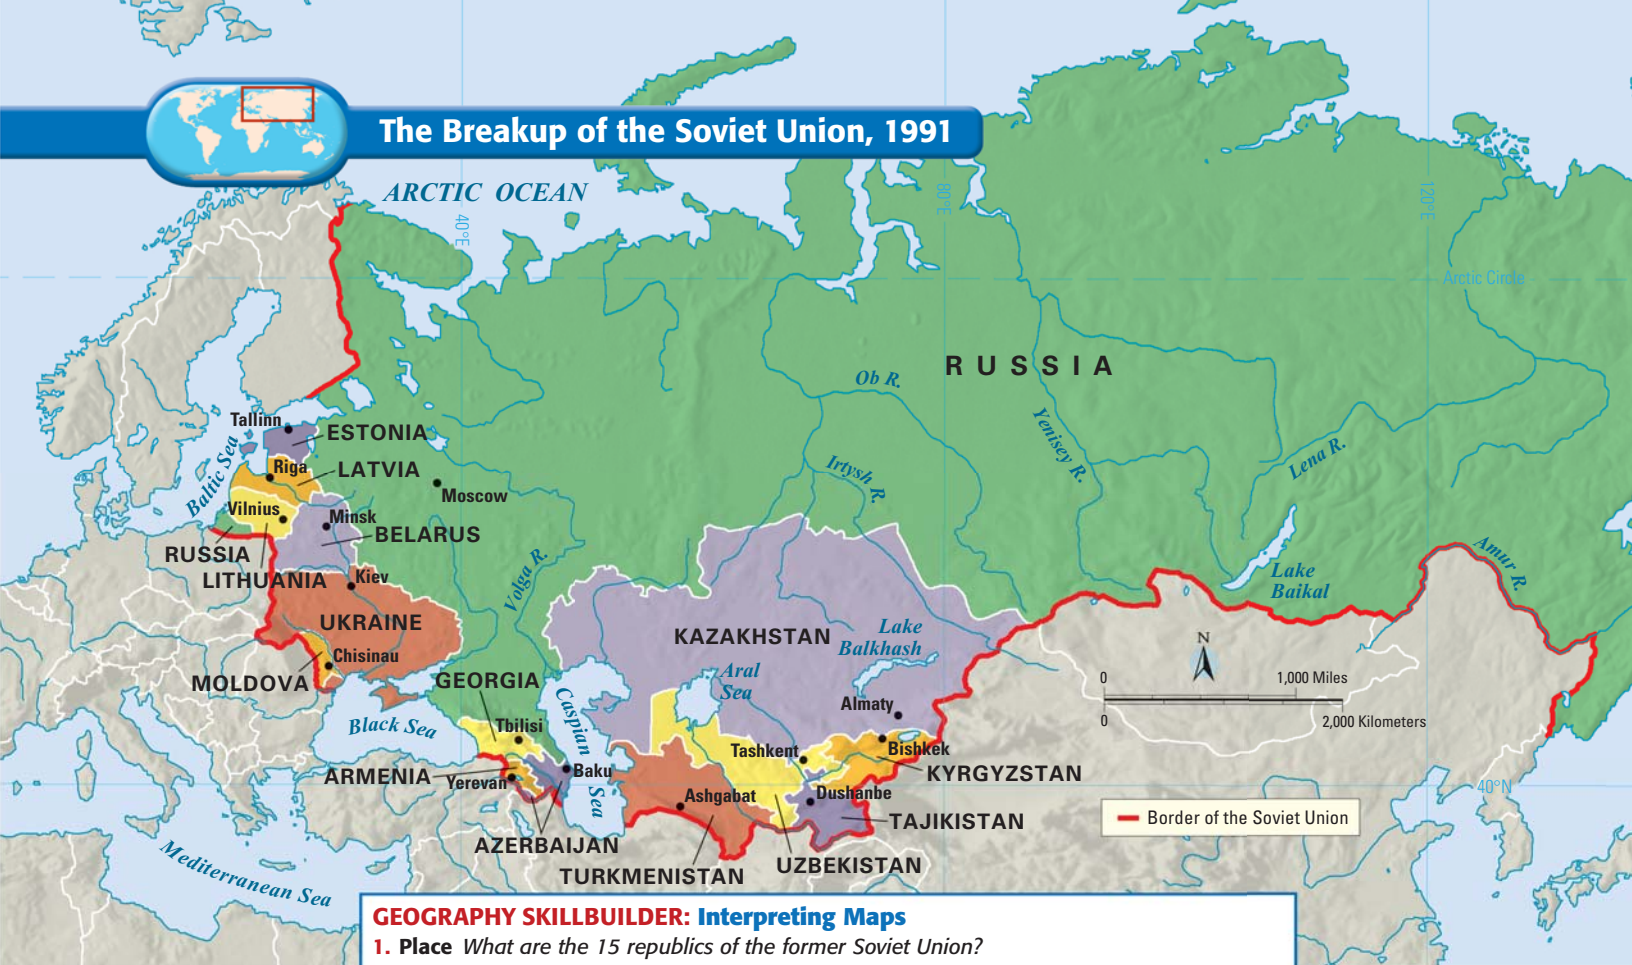 The Breakup of the Soviet Union, 1991
ARCTIC OCEAN
40°E
80°E
120°E
Arctic Circle
RUSSIA
Ob R.
Yenisey R.
Irtysh R.
Lena R.
Tallinn
ESTONIA
Baltic Sea
Riga
LATVIA
Moscow
Vilnius
Minsk
BELARUS
RUSSIA
LITHUANIA
Kiev
Volga R.
Lake
Baikal
Amur R.
UKRAINE
KAZAKHSTAN
Lake
Balkhash
Chisinau
MOLDOVA
GEORGIA
Aral
Sea
N
0
1,000 Miles
0
2,000 Kilometers
Almaty
Black Sea
Tbilisi
Caspian Sea
Tashkent
Bishkek
KYRGYZSTAN
ARMENIA
Yerevan
Baku
Ashgabat
Dushanbe
TAJIKISTAN
40°N
Border of the Soviet Union
AZERBAIJAN
TURKMENISTAN
UZBEKISTAN
Mediterranean Sea
GEOGRAPHY SKILLBUILDER: Interpreting Maps
1. Place What are the 15 republics of the former Soviet Union?